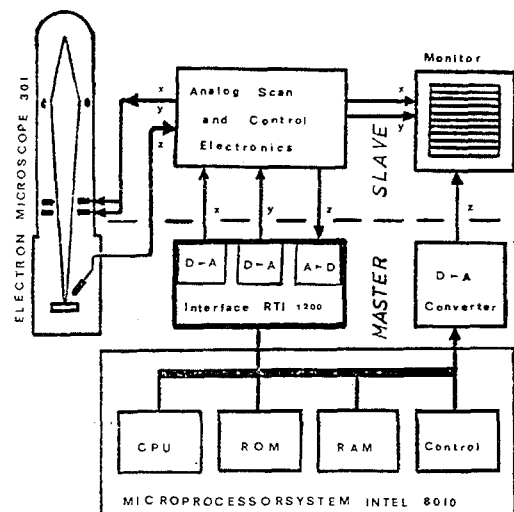 ELECTRON MICROSCOPE 301
x
y
z
Analog Scan
and Control
Electronics
x
y
Monitor
SLAVE
x
y
z
z
D←A
D←A
A←D
Interface RTI 1200
MASTER
D←A
Converter
CPU
ROM
RAM
Control
MICROPROCESSORSYSTEM INTEL 8010